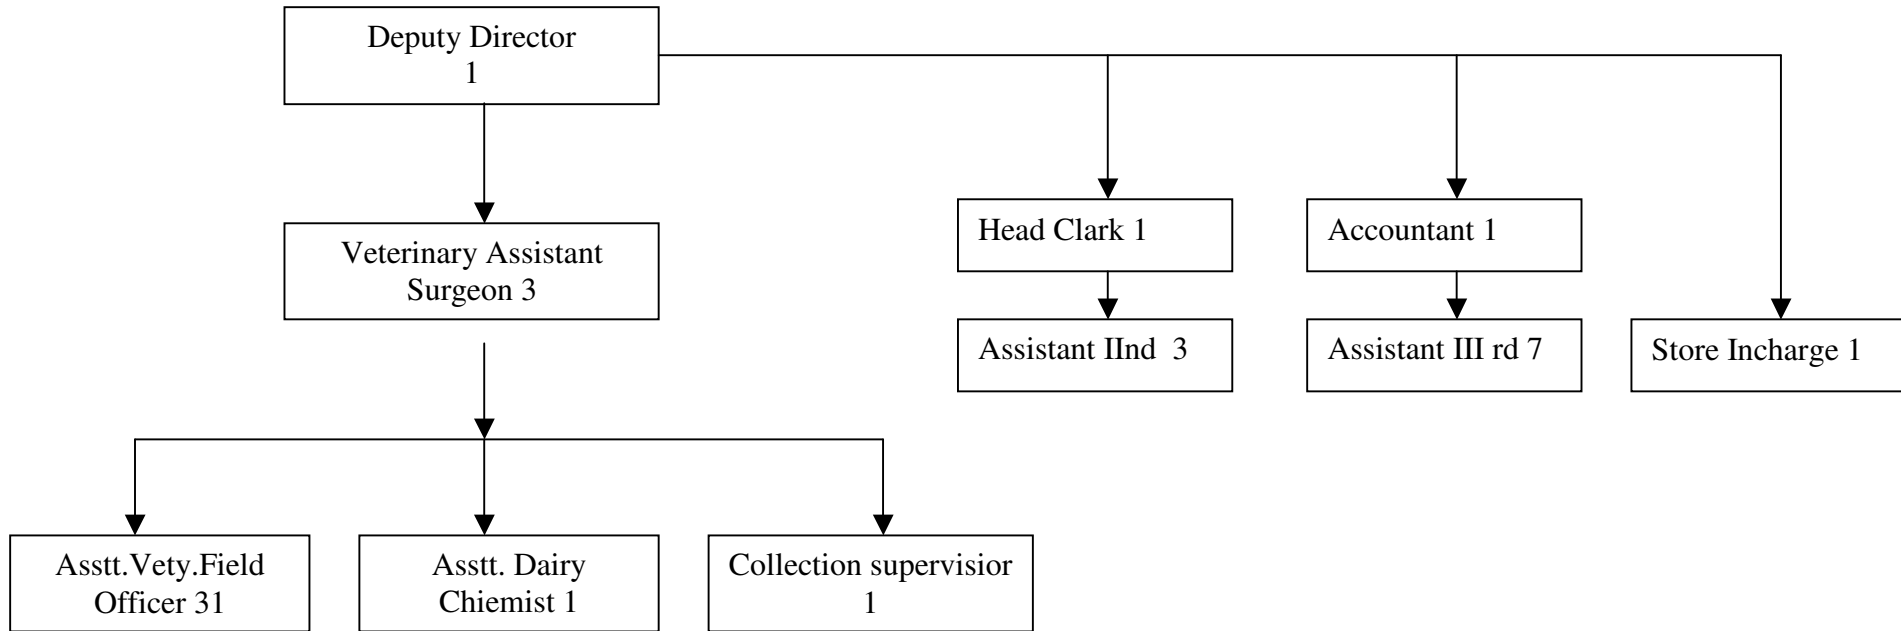 Deputy Director
1
Veterinary Assistant
Surgeon 3
Head Clark 1
Accountant 1
Assistant IInd  3
Assistant III rd 7
Store Incharge 1
Asstt.Vety.Field
Officer 31
Asstt. Dairy
Chiemist 1
Collection supervisior
1